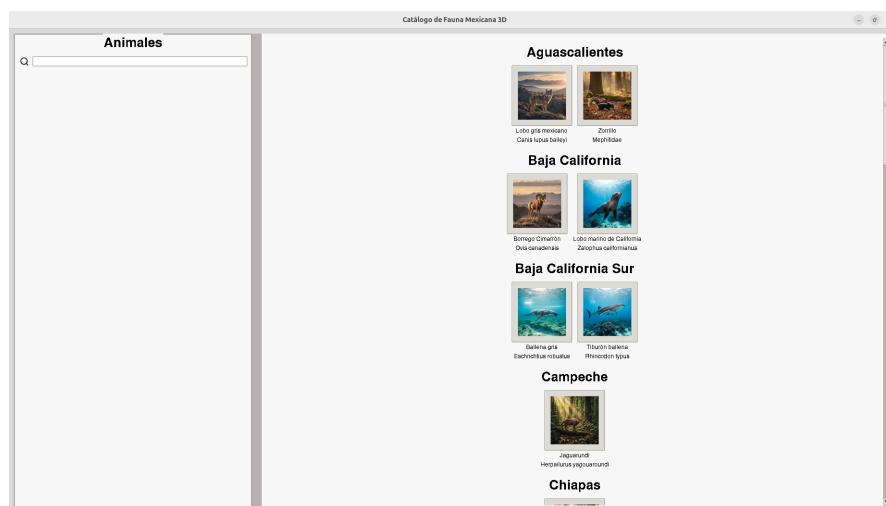 Catálogo de Fauna Mexicana 3D
Animales
Aguascalientes
Lobo gris mexicano
Canis lupus baileyi
Zorrillo
Mephitidae
Baja California
Borrego Cimarrón
Ovis canadensis
Lobo marino de California
Zalophus californianus
Baja California Sur
Ballena gris
Eschrichtius robustus
Tiburón ballena
Rhincodon typus
Campeche
Jaguarundi
Herpailurus yagouaroundi
Chiapas